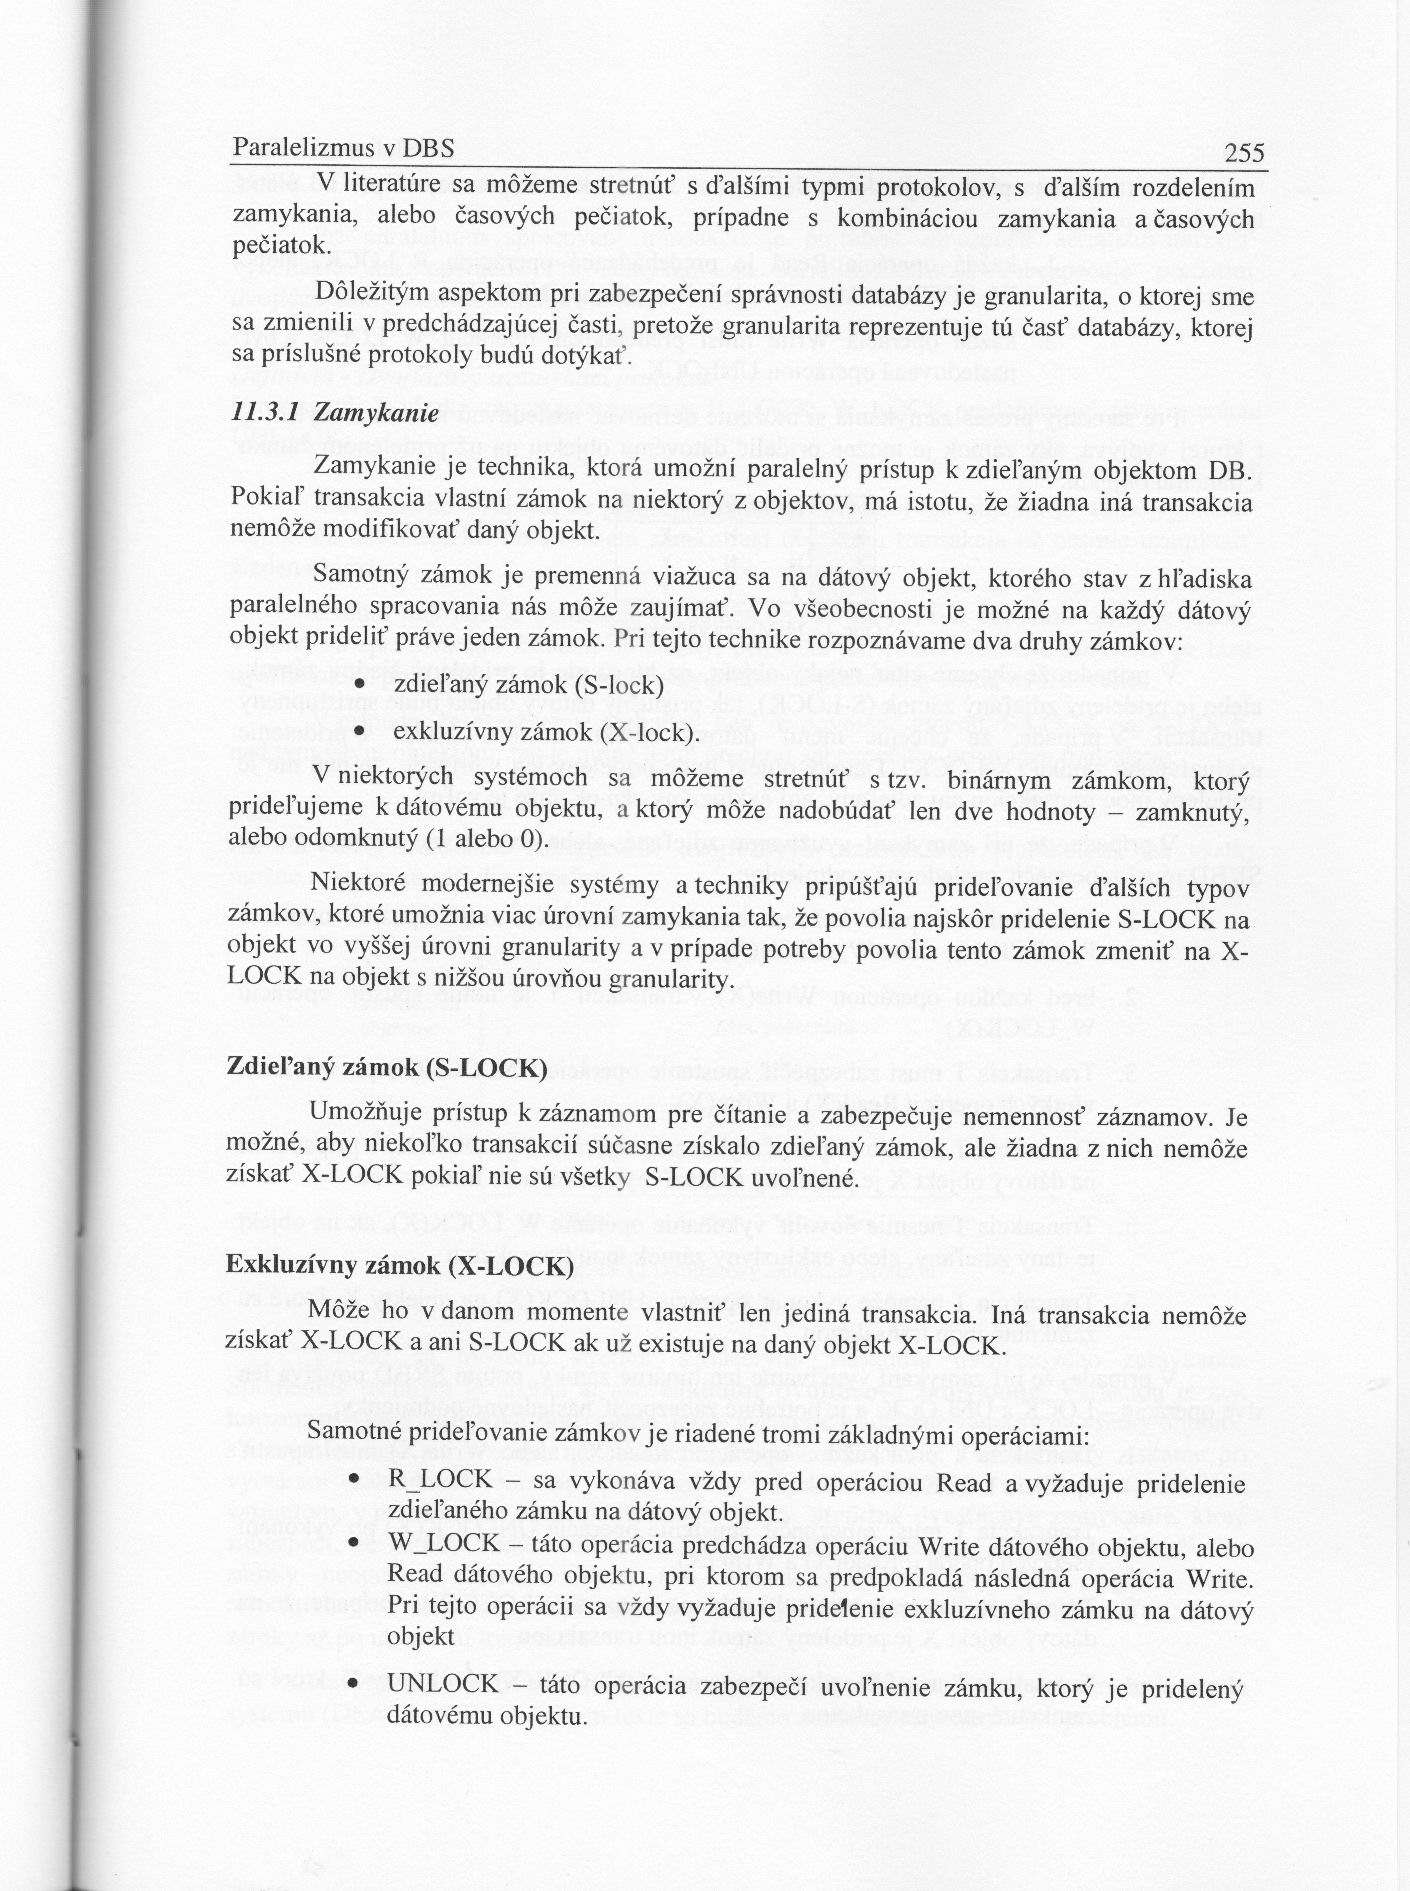 Paralelizmus v DBS 255
V literatúre sa môžeme stretnúť s ďalšími typmi protokolov, s ďalším rozdelením
zamykania, alebo časových pečiatok, prípadne s kombináciou zamykania a časových
pečiatok.
Dôležitým aspektom pri zabezpečení správnosti databázy je granularita, o ktorej sme
sa zmienili v predchádzajúcej časti, pretože granularita reprezentuje tú časť databázy, ktorej
sa príslušné protokoly budú dotýkať.
11.3.1 Zamykanie
Zamykanie je technika, ktorá umožní paralelný prístup k zdieľaným objektom DB.
Pokiaľ transakcia vlastní zámok na niektorý z objektov, má istotu, že žiadna iná transakcia
nemôže modifikovať daný objekt.
Samotný zámok je premenná viažuca sa na dátový objekt, ktorého stav z hľadiska
paralelného spracovania nás môže zaujímať. Vo všeobecnosti je možné na každý dátový
objekt prideliť práve jeden zámok. Pri tejto technike rozpoznávame dva druhy zámkov:
• zdieľaný zámok (S-lock)
• exkluzívny zámok (X-lock).
V niektorých systémoch sa môžeme stretnúť s tzv. binárnym zámkom, ktorý
prideľujeme k dátovému objektu, a ktorý môže nadobúdať len dve hodnoty – zamknutý,
alebo odomknutý (1 alebo 0).
Niektoré modernejšie systémy a techniky pripúšťajú prideľovanie ďalších typov
zámkov, ktoré umožnia viac úrovní zamykania tak, že povolia najskôr pridelenie S-LOCK na
objekt vo vyššej úrovni granularity a v prípade potreby povolia tento zámok zmeniť na X-
LOCK na objekt s nižšou úrovňou granularity.
Zdieľaný zámok (S-LOCK)
Umožňuje prístup k záznamom pre čítanie a zabezpečuje nemennosť záznamov. Je
možné, aby niekoľko transakcií súčasne získalo zdieľaný zámok, ale žiadna z nich nemôže
získať X-LOCK pokiaľ nie sú všetky S-LOCK uvoľnené.
Exkluzívny zámok (X-LOCK)
Môže ho v danom momente vlastniť len jediná transakcia. Iná transakcia nemôže
získať X-LOCK a ani S-LOCK ak už existuje na daný objekt X-LOCK.
Samotné prideľovanie zámkov je riadené tromi základnými operáciami:
• R_LOCK – sa vykonáva vždy pred operáciou Read a vyžaduje pridelenie
zdieľaného zámku na dátový objekt.
• W_LOCK – táto operácia predchádza operáciu Write dátového objektu, alebo
Read dátového objektu, pri ktorom sa predpokladá následná operácia Write.
Pri tejto operácii sa vždy vyžaduje pridelenie exkluzívneho zámku na dátový
objekt
• UNLOCK – táto operácia zabezpečí uvoľnenie zámku, ktorý je pridelený
dátovému objektu.